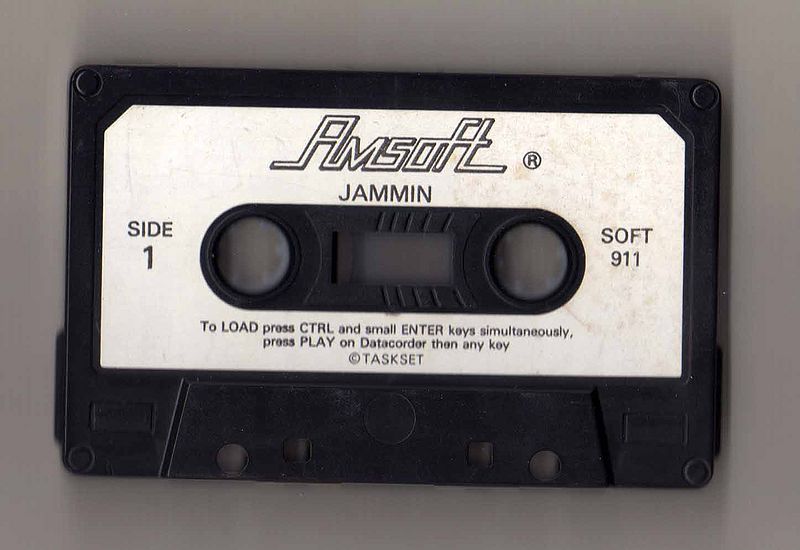 Amsoft ®
JAMMIN
SIDE
1
SOFT
911
To LOAD press CTRL and small ENTER keys simultaneously,
press PLAY on Datacorder then any key
©TASKSET